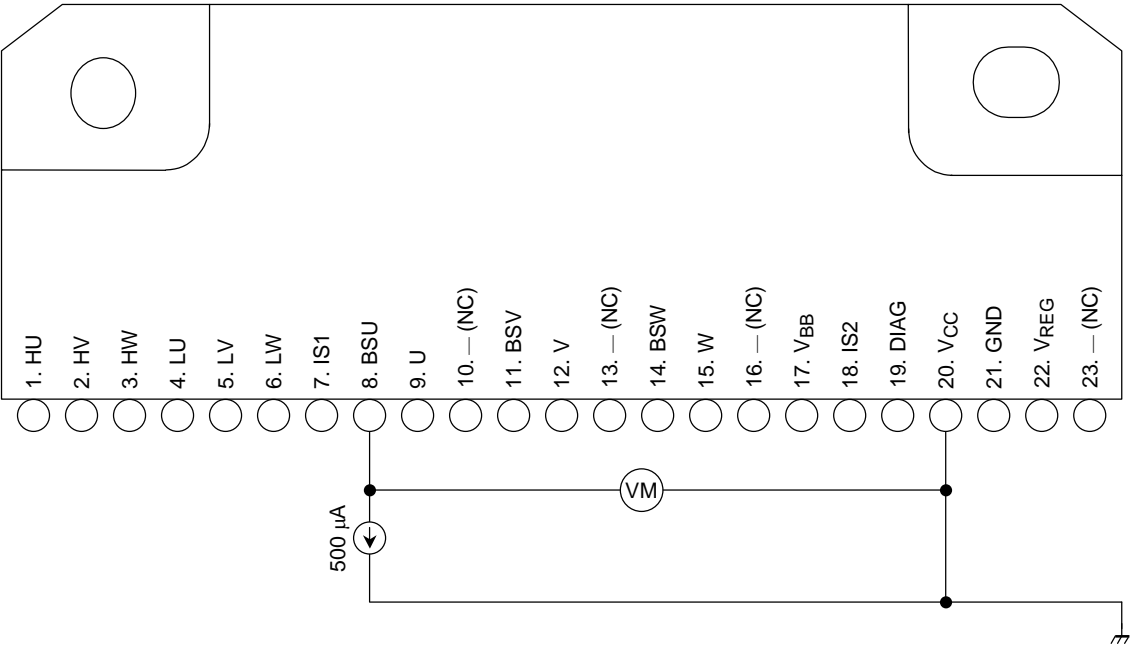 1. HU
2. HV
3. HW
4. LU
5. LV
6. LW
7. IS1
8. BSU
9. U
10. — (NC)
11. BSV
12. V
13. — (NC)
14. BSW
15. W
16. — (NC)
17. VBB
18. IS2
19. DIAG
20. VCC
21. GND
22. VREG
23. — (NC)
VM
500 μA